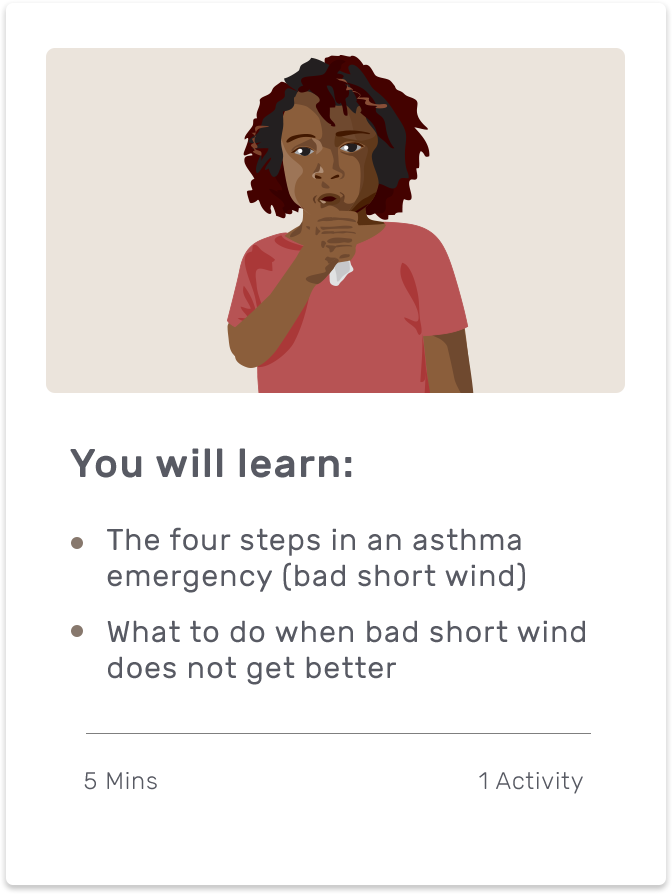 You will learn:
The four steps in an asthma
emergency (bad short wind)
What to do when bad short wind
does not get better
5 Mins
1 Activity